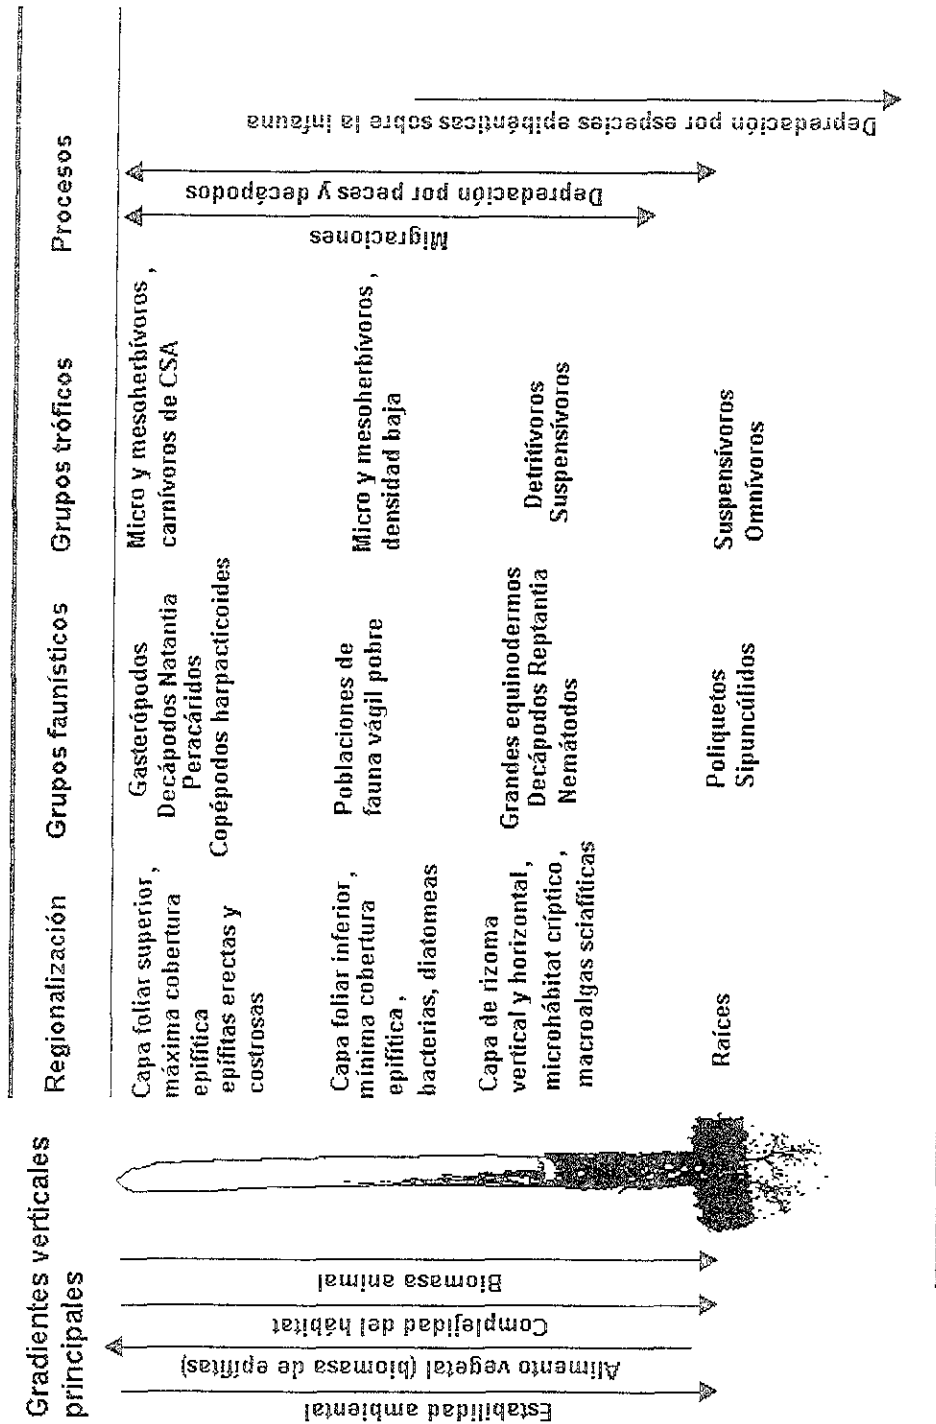 Gradientes verticales
principales
Regionalización
Grupos faunísticos
Grupos tróficos
Procesos
Estabilidad ambiental
Alimento vegetal (biomasa de epífitas)
Complejidad del hábitat
Biomasa animal
Capa foliar superior,
máxima cobertura
epifítica
epífitas erectas y
costrosas
Gasterópodos
Decápodos Natantia
Peracáridos
Copépodos harpacticoides
Micro y mesoherbívoros,
carnívoros de CSA
Capa foliar inferior,
mínima cobertura
epifítica,
bacterias, diatomeas
Poblaciones de
fauna vágil pobre
Micro y mesoherbívoros,
densidad baja
Capa de rizoma
vertical y horizontal,
microhábitat críptico,
macroalgas sciafíticas
Grandes equinodermos
Decápodos Reptantia
Nemátodos
Detritívoros
Suspensívoros
Raíces
Poliquetos
Sipuncúlidos
Suspensívoros
Omnívoros
Migraciones
Depredación por peces y decápodos
Depredación por especies epibénticas sobre la infauna